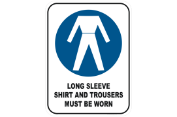 LONG SLEEVE
SHIRT AND TROUSERS
MUST BE WORN